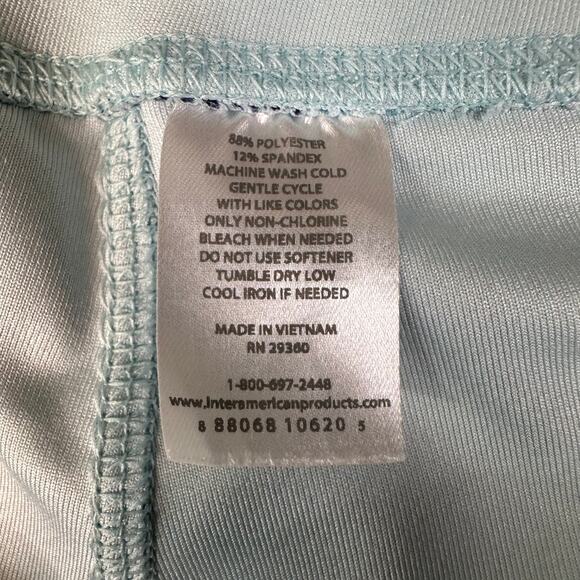 88% POLYESTER
12% SPANDEX
MACHINE WASH COLD
GENTLE CYCLE
WITH LIKE COLORS
ONLY NON-CHLORINE
BLEACH WHEN NEEDED
DO NOT USE SOFTENER
TUMBLE DRY LOW
COOL IRON IF NEEDED
MADE IN VIETNAM
RN 29360
1-800-697-2448
www.interamericanproducts.com
8 88068 10620 5